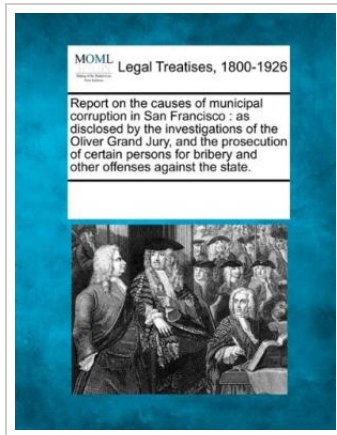 MOML
Legal Treatises, 1800-1926
Report on the causes of municipal
corruption in San Francisco : as
disclosed by the investigations of the
Oliver Grand Jury, and the prosecution
of certain persons for bribery and
other offenses against the state.